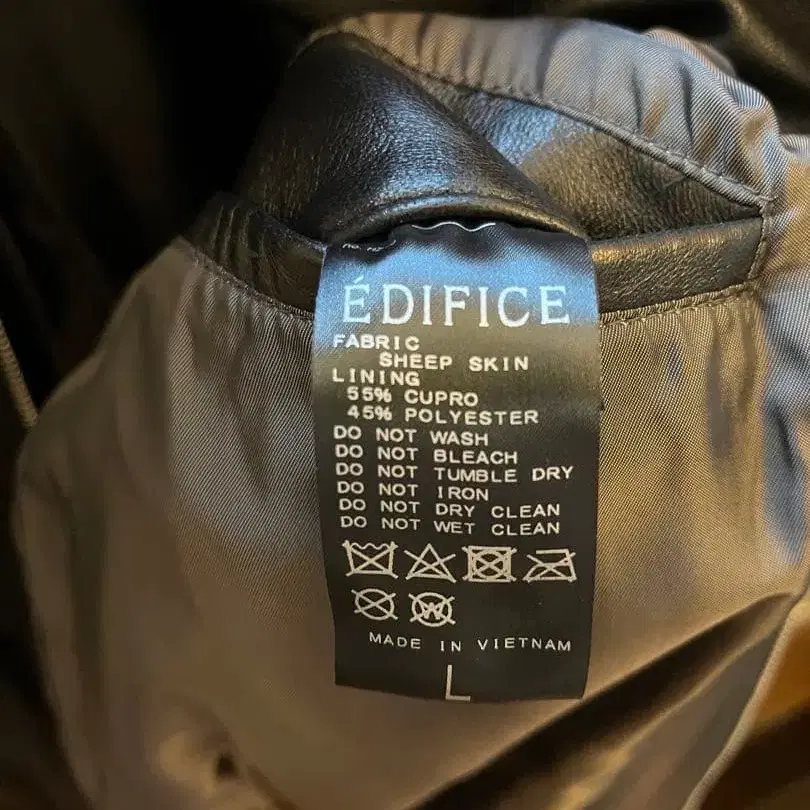 ÉDIFICE
FABRIC
SHEEP SKIN
LINING
55% CUPRO
45% POLYESTER
DO NOT WASH
DO NOT BLEACH
DO NOT TUMBLE DRY
DO NOT IRON
DO NOT DRY CLEAN
DO NOT WET CLEAN
W
MADE IN VIETNAM
L